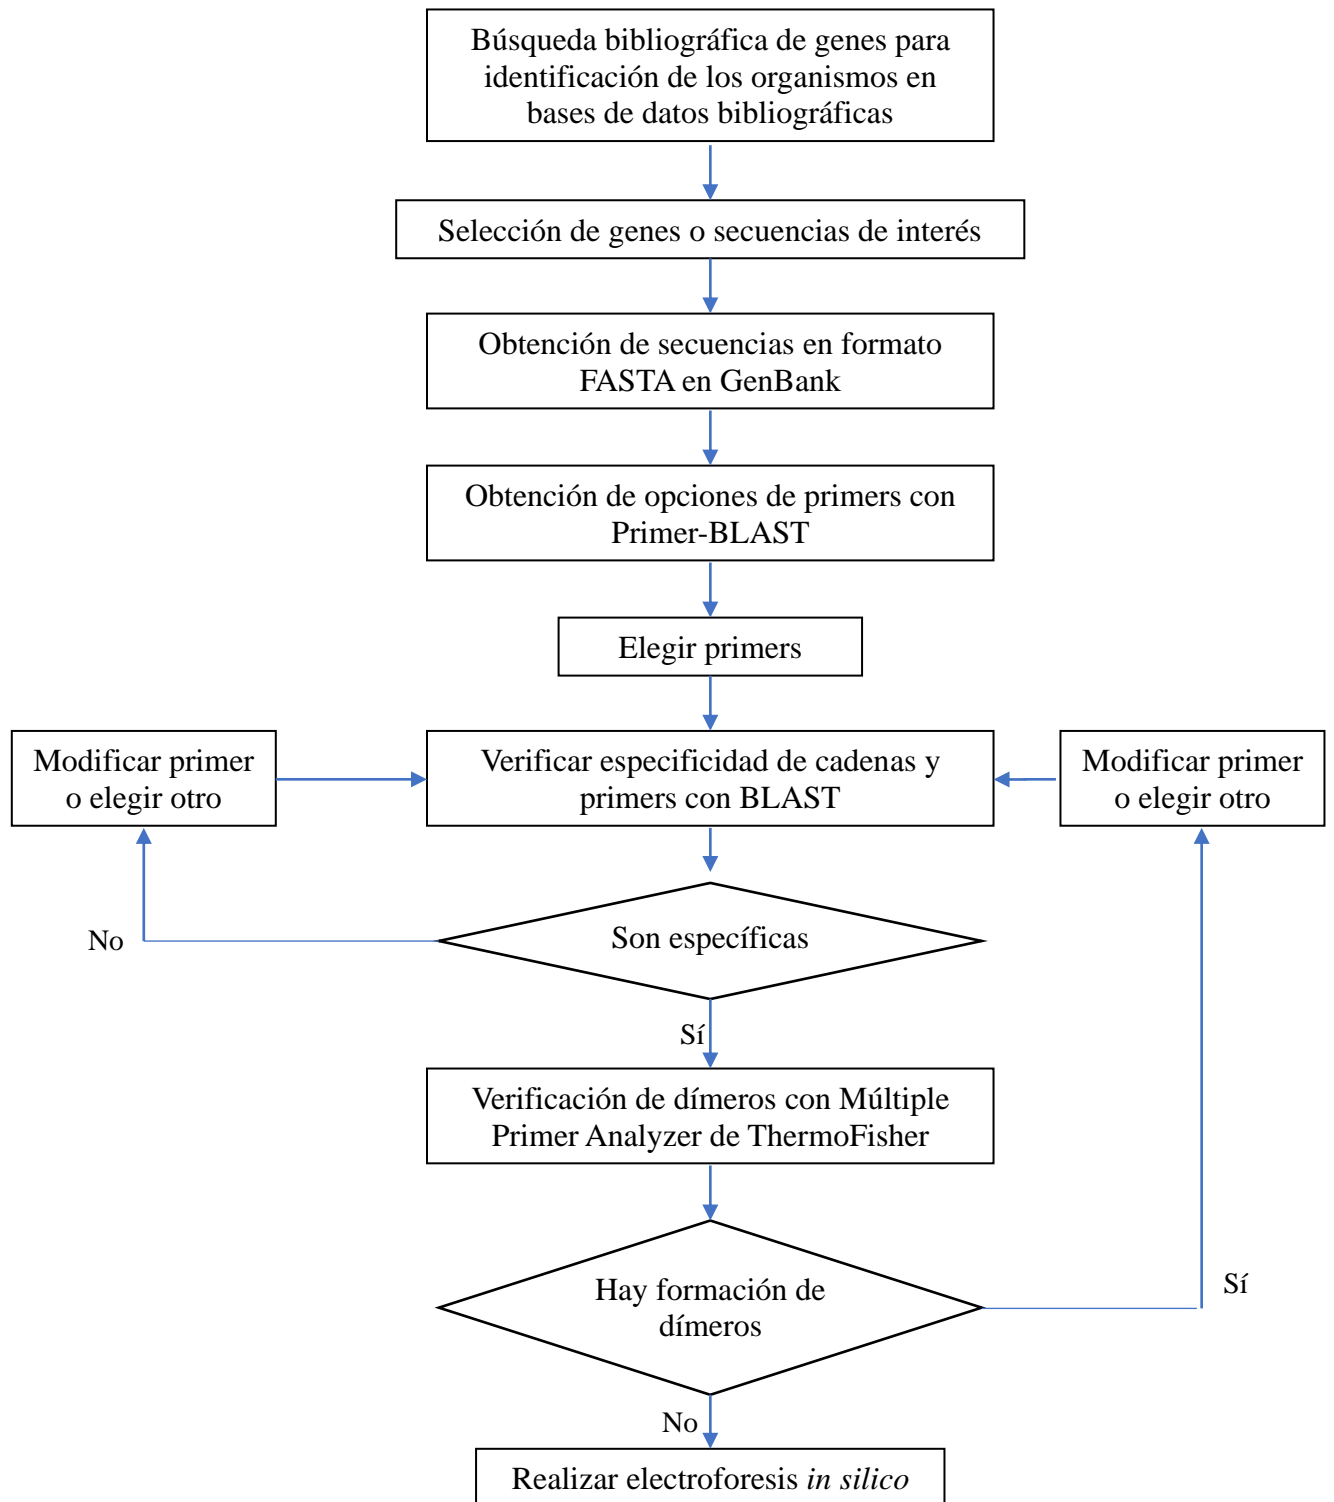 Búsqueda bibliográfica de genes para
identificación de los organismos en
bases de datos bibliográficas
Selección de genes o secuencias de interés
Obtención de secuencias en formato
FASTA en GenBank
Obtención de opciones de primers con
Primer-BLAST
Elegir primers
Modificar primer
o elegir otro
Verificar especificidad de cadenas y
primers con BLAST
Modificar primer
o elegir otro
No
Son específicas
Sí
Verificación de dímeros con Múltiple
Primer Analyzer de ThermoFisher
Hay formación de
dímeros
Sí
No
Realizar electroforesis in silico